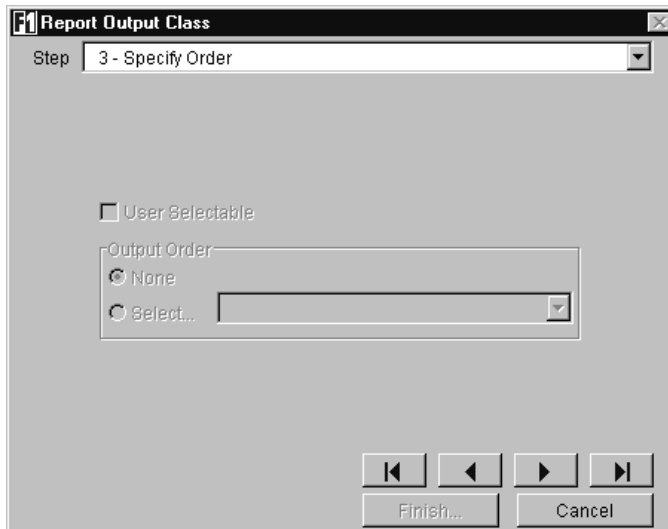 F1 Report Output Class
Step 3 - Specify Order
User Selectable
Output Order
None
Select...
Finish... Cancel